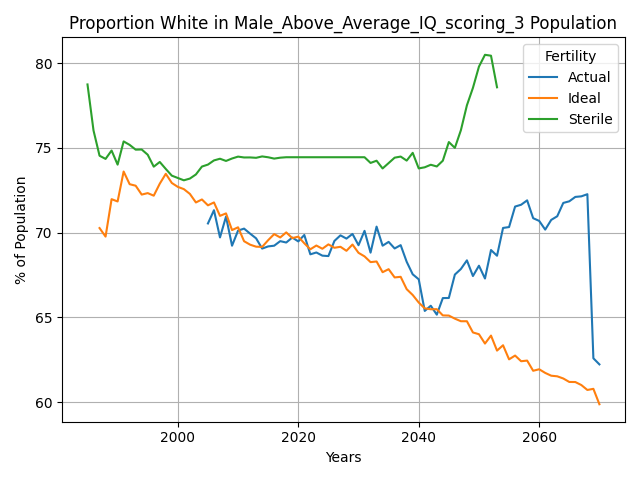 Proportion White in Male_Above_Average_IQ_scoring_3 Population
% of Population
80
75
70
65
60
Fertility
Actual
Ideal
Sterile
2000
2020
2040
2060
Years